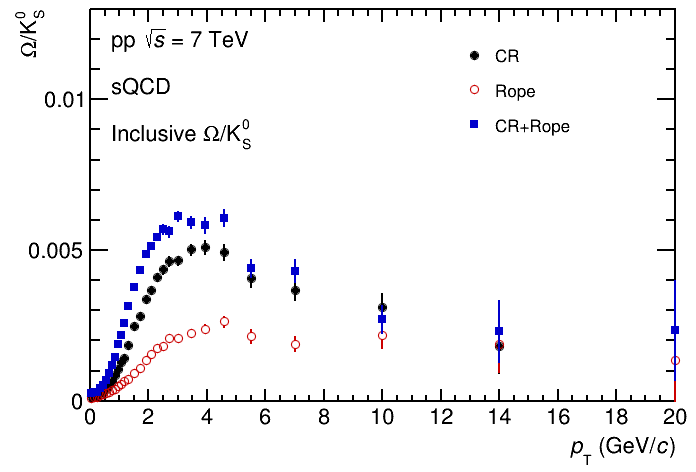 Ω/K⁰_S
pp √s = 7 TeV
sQCD
Inclusive Ω/K⁰_S
CR
Rope
CR+Rope
0.01
0.005
0
0 2 4 6 8 10 12 14 16 18 20
p_T (GeV/c)